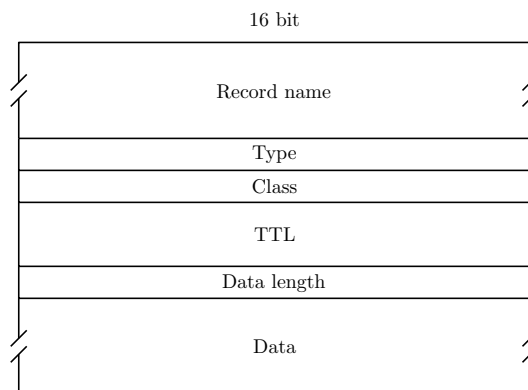 16 bit
Record name
Type
Class
TTL
Data length
Data